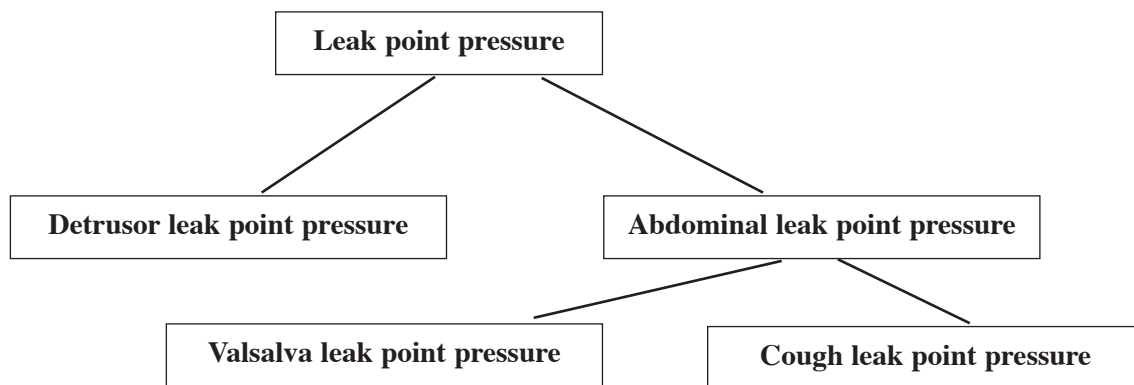 Leak point pressure
Detrusor leak point pressure
Abdominal leak point pressure
Valsalva leak point pressure
Cough leak point pressure